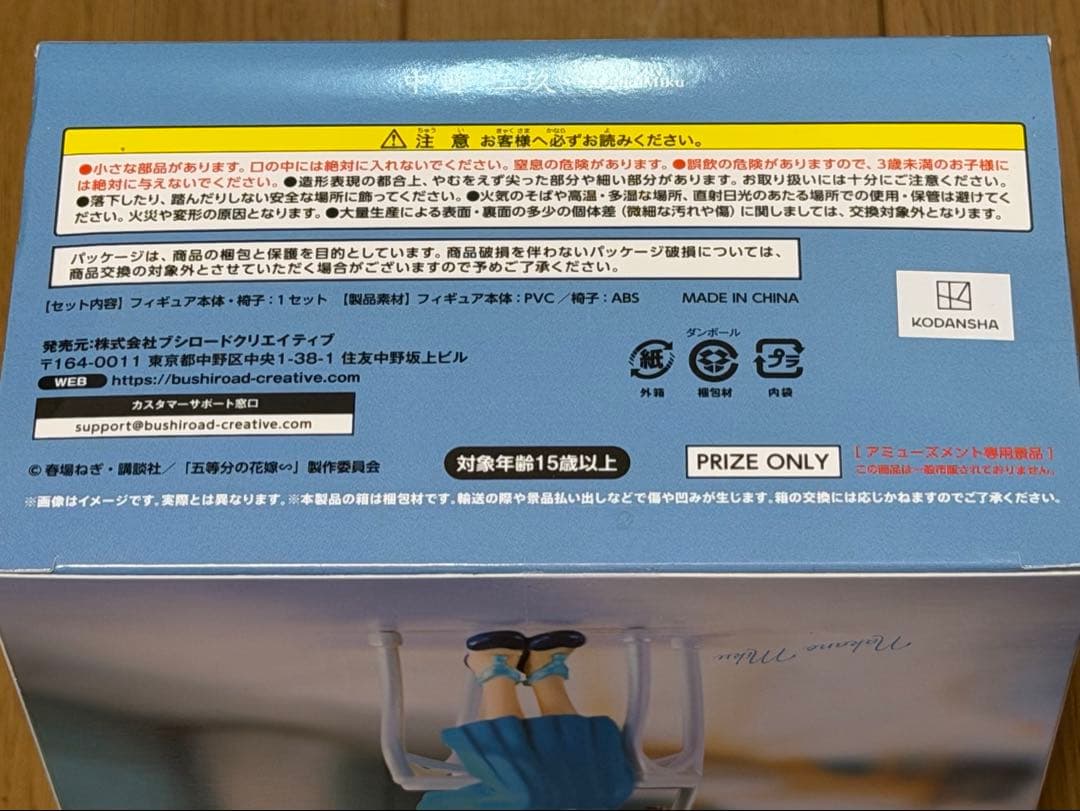 中野 三玖 Miku
⚠注意 お客様へ必ずお読みください。
ちゅう い きゃくさま かなら よ
●小さな部品があります。口の中には絶対に入れないでください。窒息の危険があります。●誤飲の危険がありますので、3歳未満のお子様に
は絶対に与えないでください。●造形表現の都合上、やむをえず尖った部分や細い部分があります。お取り扱いには十分にご注意ください。
●落下したり、踏んだりしない安全な場所に飾ってください。●火気のそばや高温・多湿な場所、直射日光のあたる場所での使用・保管は避けてく
ださい。火災や変形の原因となります。●大量生産による表面・裏面の多少の個体差（微細な汚れや傷）に関しましては、交換対象外となります。
パッケージは、商品の梱包と保護を目的としています。商品破損を伴わないパッケージ破損については、
商品交換の対象外とさせていただく場合がございますので予めご了承ください。
【セット内容】フィギュア本体・椅子：1セット 【製品素材】フィギュア本体：PVC／椅子：ABS MADE IN CHINA
KODANSHA
発売元:株式会社ブシロードクリエイティブ
〒164-0011 東京都中野区中央1-38-1 住友中野坂上ビル
WEB https://bushiroad-creative.com
カスタマーサポート窓口
support@bushiroad-creative.com
ダンボール
紙 プラ
外箱 梱包材 内袋
© 春場ねぎ・講談社／「五等分の花嫁∽」製作委員会
対象年齢15歳以上
PRIZE ONLY
[アミューズメント専用景品]
この商品は一般市販されておりません。
※画像はイメージです。実際とは異なります。※本製品の箱は梱包材です。輸送の際や景品払い出しなどで傷や凹みが生じます。箱の交換には応じかねますのでご了承ください。
Nakano Miku